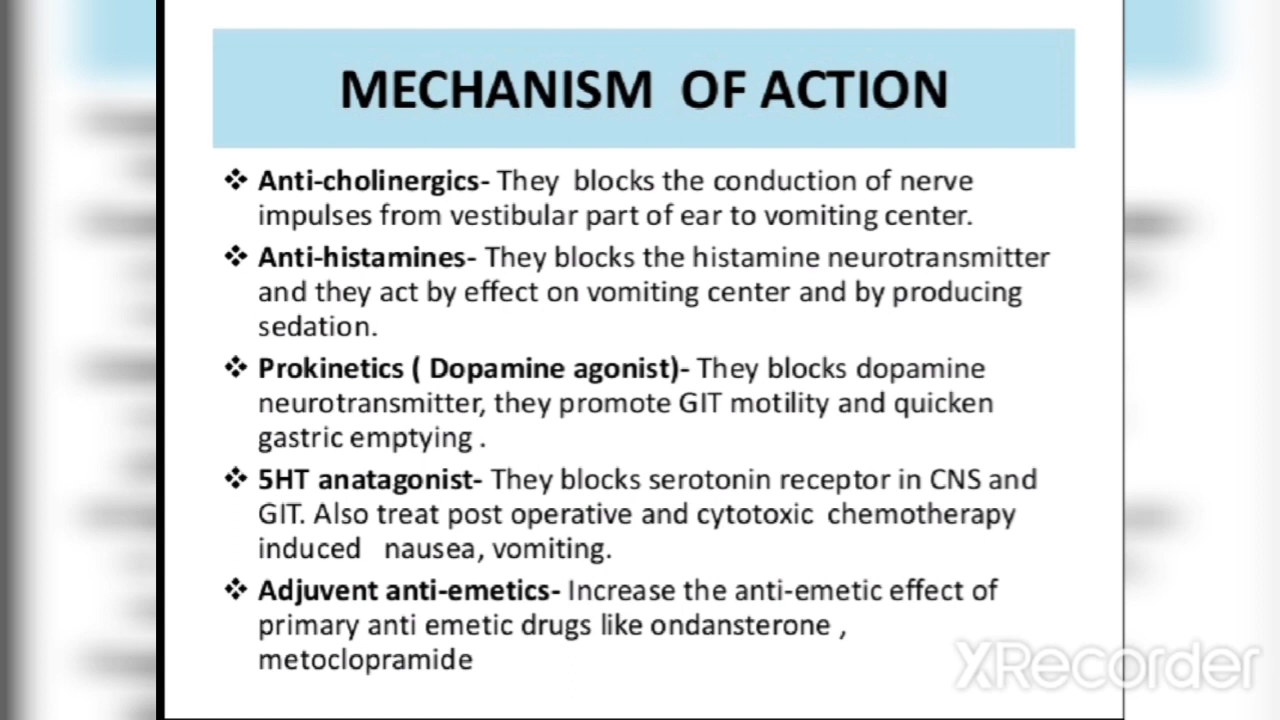 MECHANISM OF ACTION
❖ Anti-cholinergics- They blocks the conduction of nerve
impulses from vestibular part of ear to vomiting center.
❖ Anti-histamines- They blocks the histamine neurotransmitter
and they act by effect on vomiting center and by producing
sedation.
❖ Prokinetics ( Dopamine agonist)- They blocks dopamine
neurotransmitter, they promote GIT motility and quicken
gastric emptying .
❖ 5HT anatagonist- They blocks serotonin receptor in CNS and
GIT. Also treat post operative and cytotoxic chemotherapy
induced nausea, vomiting.
❖ Adjuvent anti-emetics- Increase the anti-emetic effect of
primary anti emetic drugs like ondansterone ,
metoclopramide
XRecorder